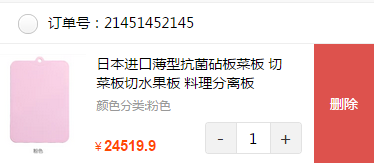 订单号：21451452145
日本进口薄型抗菌砧板菜板 切
菜板切水果板 料理分离板
颜色分类:粉色
¥24519.9
- 1 +
删除
粉色